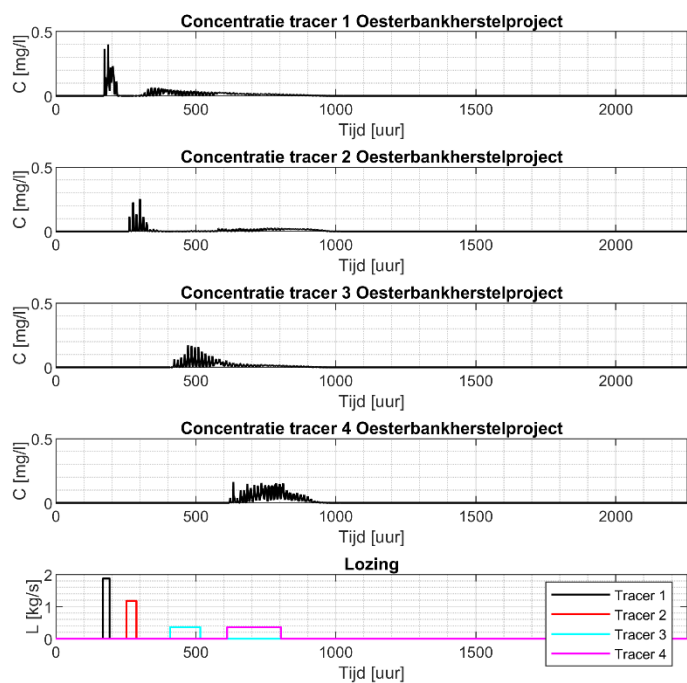 Concentratie tracer 1 Oesterbankherstelproject
0.5
C [mg/l]
0
0 500 1000 1500 2000
Tijd [uur]
Concentratie tracer 2 Oesterbankherstelproject
0.5
C [mg/l]
0
0 500 1000 1500 2000
Tijd [uur]
Concentratie tracer 3 Oesterbankherstelproject
0.5
C [mg/l]
0
0 500 1000 1500 2000
Tijd [uur]
Concentratie tracer 4 Oesterbankherstelproject
0.5
C [mg/l]
0
0 500 1000 1500 2000
Tijd [uur]
Lozing
2
L [kg/s]
1
0
Tracer 1
Tracer 2
Tracer 3
Tracer 4
0 500 1000 1500 2000
Tijd [uur]